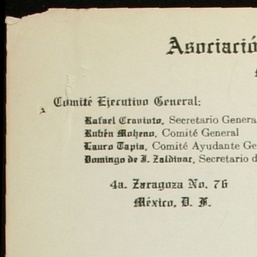 Asociació
Comité Ejecutivo General:
Rafael Cravioto, Secretario Genera
Rubén Moheno, Comité General
Lauro Tapia, Comité Ayudante Ge
Domingo de J. Zaldivar, Secretario d
4a. Zaragoza No. 76
México, D. F.